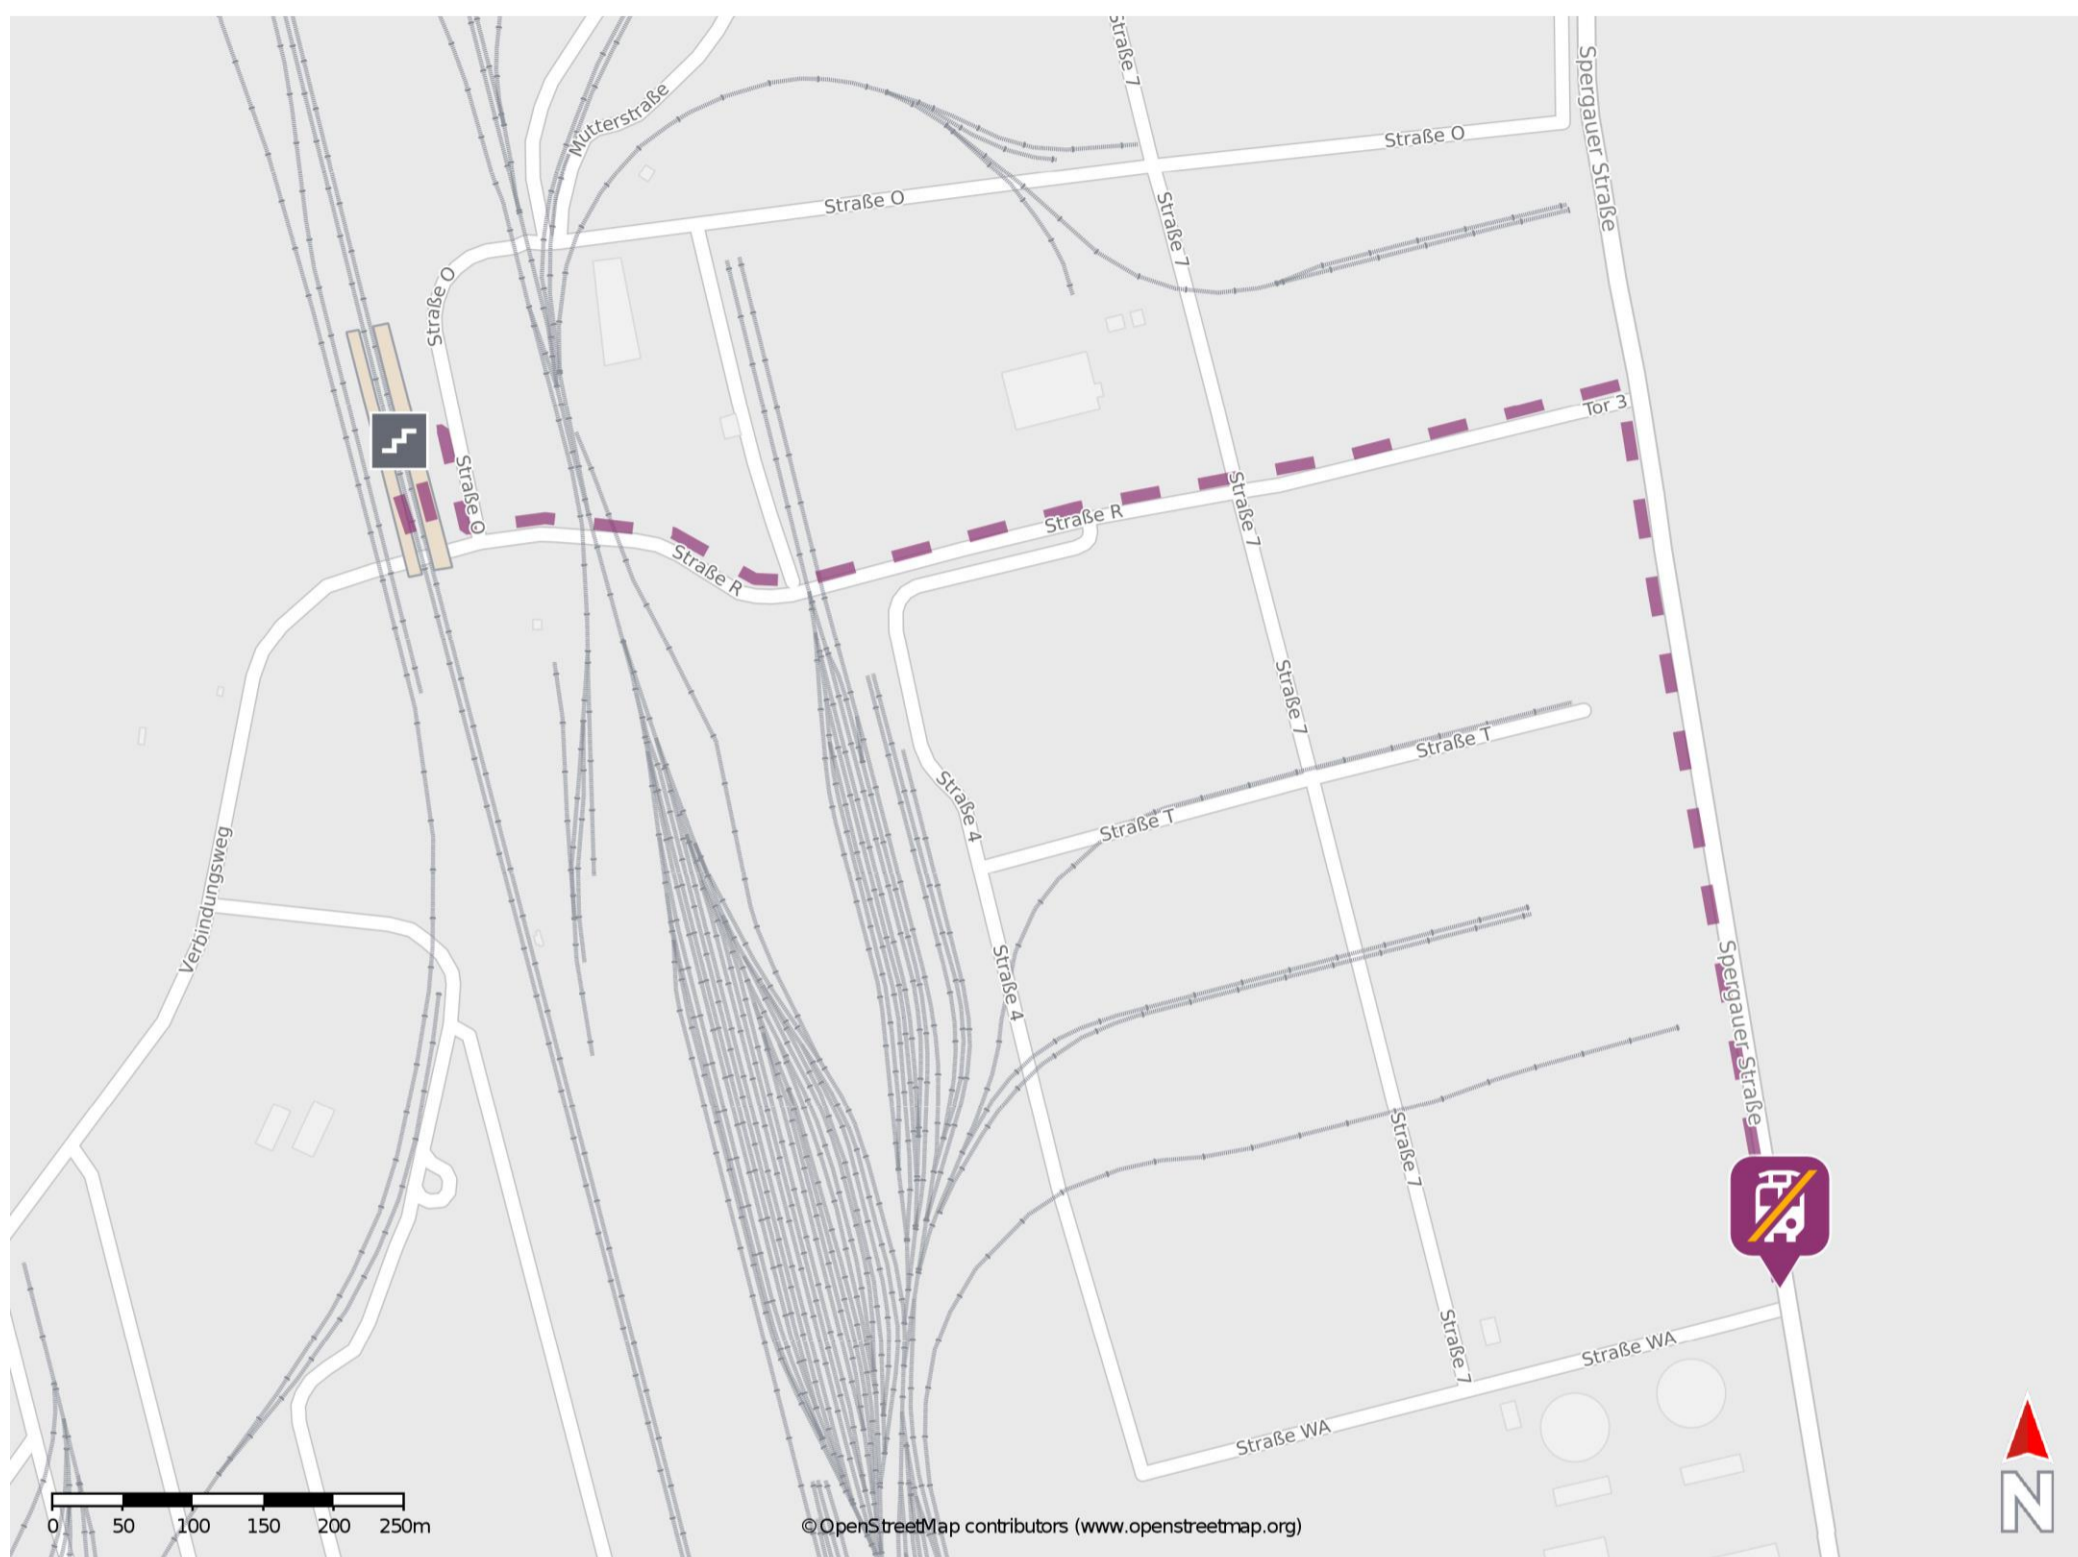 Straße 7
Spergauer Straße
Mutterstraße
Straße O
Straße O
Straße 7
Straße O
Tor 3
Straße O
Straße 7
Straße R
Straße R
Straße 7
Straße T
Straße 4
Straße T
Verbindungsweg
Straße 4
Spergauer Straße
Straße 7
Straße 7
Straße WA
Straße WA
0 50 100 150 200 250m
© OpenStreetMap contributors (www.openstreetmap.org)
N